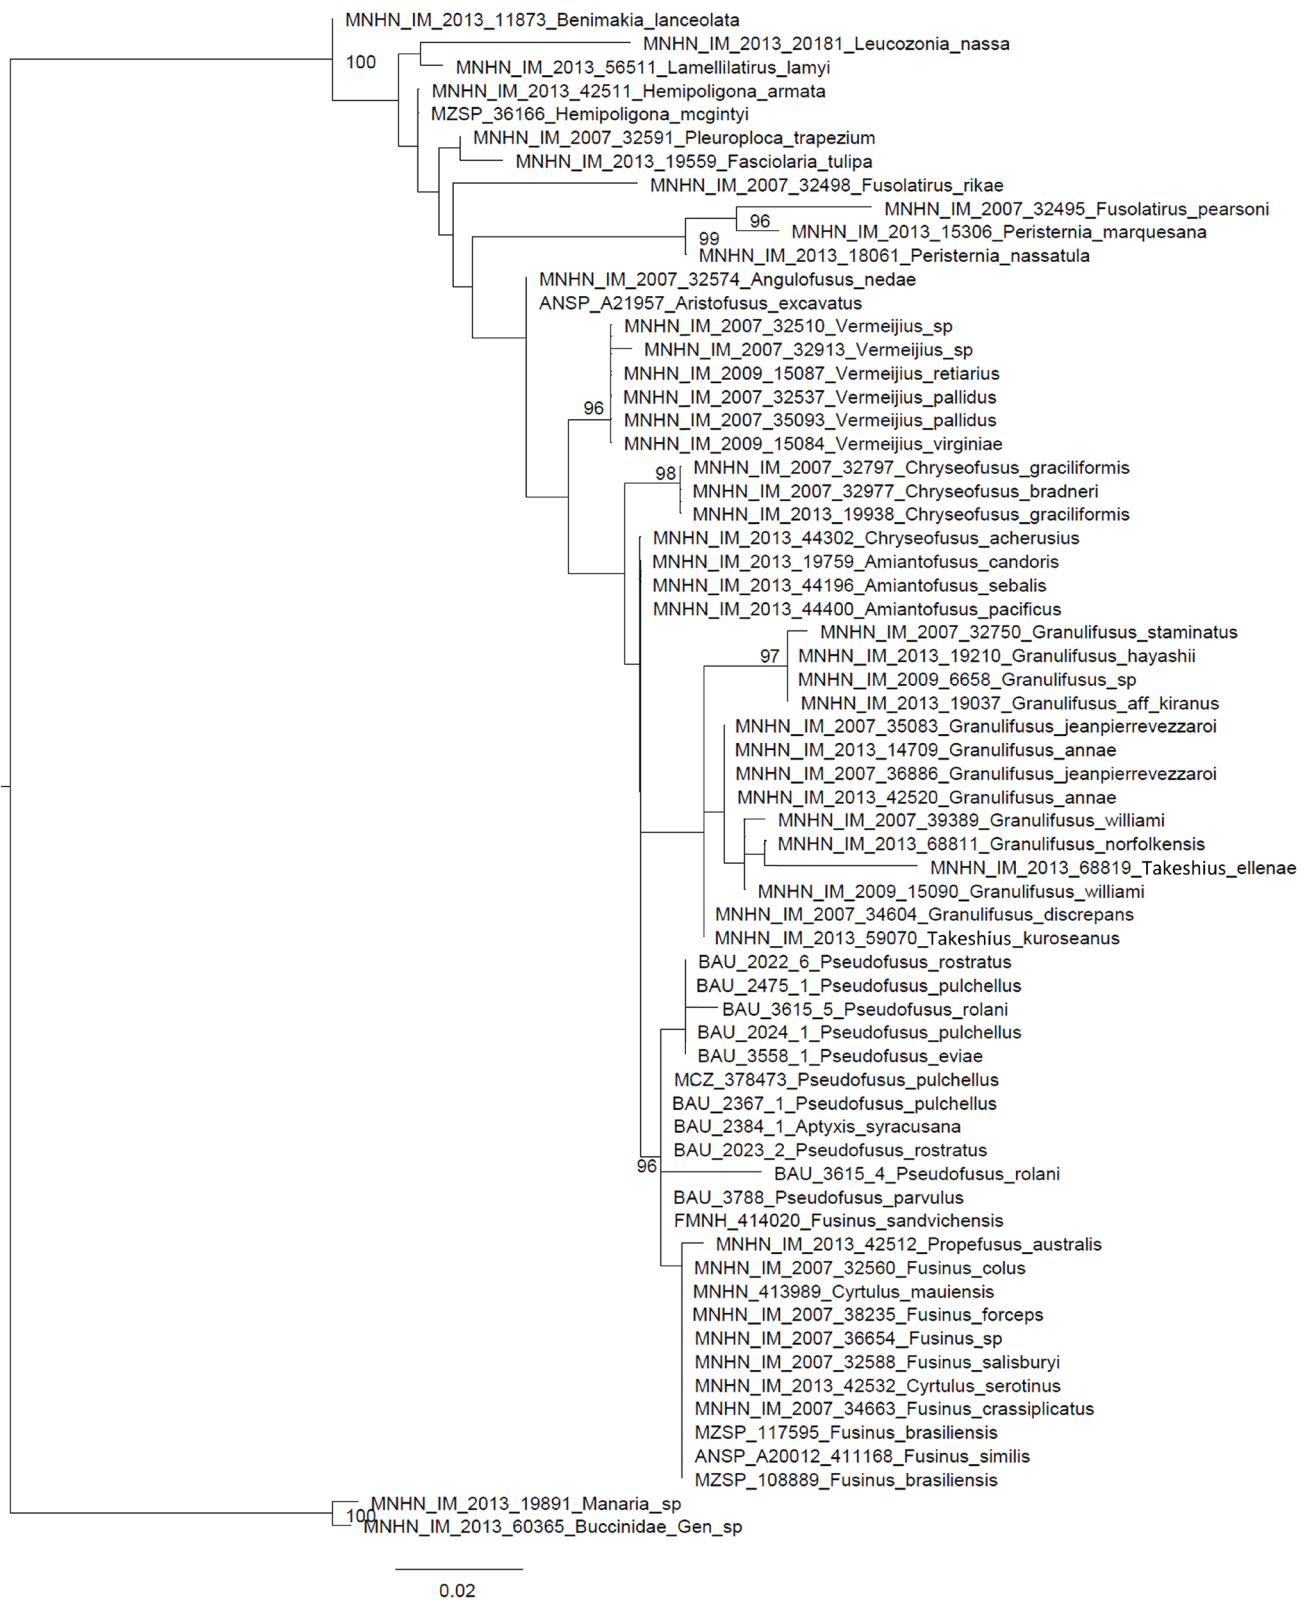 MNHN_IM_2013_11873_Benimakia_lanceolata
MNHN_IM_2013_20181_Leucozonia_nassa
100
MNHN_IM_2013_56511_Lamellilatirus_lamyi
MNHN_IM_2013_42511_Hemipoligona_armata
MZSP_36166_Hemipoligona_mcgintyi
MNHN_IM_2007_32591_Pleuroploca_trapezium
MNHN_IM_2013_19559_Fasciolaria_tulipa
MNHN_IM_2007_32498_Fusolatirus_rikae
MNHN_IM_2007_32495_Fusolatirus_pearsoni
96
MNHN_IM_2013_15306_Peristernia_marquesana
99
MNHN_IM_2013_18061_Peristernia_nassatula
MNHN_IM_2007_32574_Angulofusus_nedae
ANSP_A21957_Aristofusus_excavatus
MNHN_IM_2007_32510_Vermeijius_sp
MNHN_IM_2007_32913_Vermeijius_sp
MNHN_IM_2009_15087_Vermeijius_retiarius
MNHN_IM_2007_32537_Vermeijius_pallidus
96
MNHN_IM_2007_35093_Vermeijius_pallidus
MNHN_IM_2009_15084_Vermeijius_virginiae
MNHN_IM_2007_32797_Chryseofusus_graciliformis
98
MNHN_IM_2007_32977_Chryseofusus_bradneri
MNHN_IM_2013_19938_Chryseofusus_graciliformis
MNHN_IM_2013_44302_Chryseofusus_acherusius
MNHN_IM_2013_19759_Amiantofusus_candoris
MNHN_IM_2013_44196_Amiantofusus_sebalis
MNHN_IM_2013_44400_Amiantofusus_pacificus
MNHN_IM_2007_32750_Granulifusus_staminatus
97
MNHN_IM_2013_19210_Granulifusus_hayashii
MNHN_IM_2009_6658_Granulifusus_sp
MNHN_IM_2013_19037_Granulifusus_aff_kiranus
MNHN_IM_2007_35083_Granulifusus_jeanpierrevezzaroi
MNHN_IM_2013_14709_Granulifusus_annae
MNHN_IM_2007_36886_Granulifusus_jeanpierrevezzaroi
MNHN_IM_2013_42520_Granulifusus_annae
MNHN_IM_2007_39389_Granulifusus_williami
MNHN_IM_2013_68811_Granulifusus_norfolkensis
MNHN_IM_2013_68819_Takeshius_ellenae
MNHN_IM_2009_15090_Granulifusus_williami
MNHN_IM_2007_34604_Granulifusus_discrepans
MNHN_IM_2013_59070_Takeshius_kuroseanus
BAU_2022_6_Pseudofusus_rostratus
BAU_2475_1_Pseudofusus_pulchellus
BAU_3615_5_Pseudofusus_rolani
BAU_2024_1_Pseudofusus_pulchellus
BAU_3558_1_Pseudofusus_eviae
MCZ_378473_Pseudofusus_pulchellus
BAU_2367_1_Pseudofusus_pulchellus
BAU_2384_1_Aptyxis_syracusana
BAU_2023_2_Pseudofusus_rostratus
96
BAU_3615_4_Pseudofusus_rolani
BAU_3788_Pseudofusus_parvulus
FMNH_414020_Fusinus_sandvichensis
MNHN_IM_2013_42512_Propefusus_australis
MNHN_IM_2007_32560_Fusinus_colus
MNHN_413989_Cyrtulus_mauiensis
MNHN_IM_2007_38235_Fusinus_forceps
MNHN_IM_2007_36654_Fusinus_sp
MNHN_IM_2007_32588_Fusinus_salisburyi
MNHN_IM_2013_42532_Cyrtulus_serotinus
MNHN_IM_2007_34663_Fusinus_crassiplicatus
MZSP_117595_Fusinus_brasiliensis
ANSP_A20012_411168_Fusinus_similis
MZSP_108889_Fusinus_brasiliensis
MNHN_IM_2013_19891_Manaria_sp
100
MNHN_IM_2013_60365_Buccinidae_Gen_sp
0.02